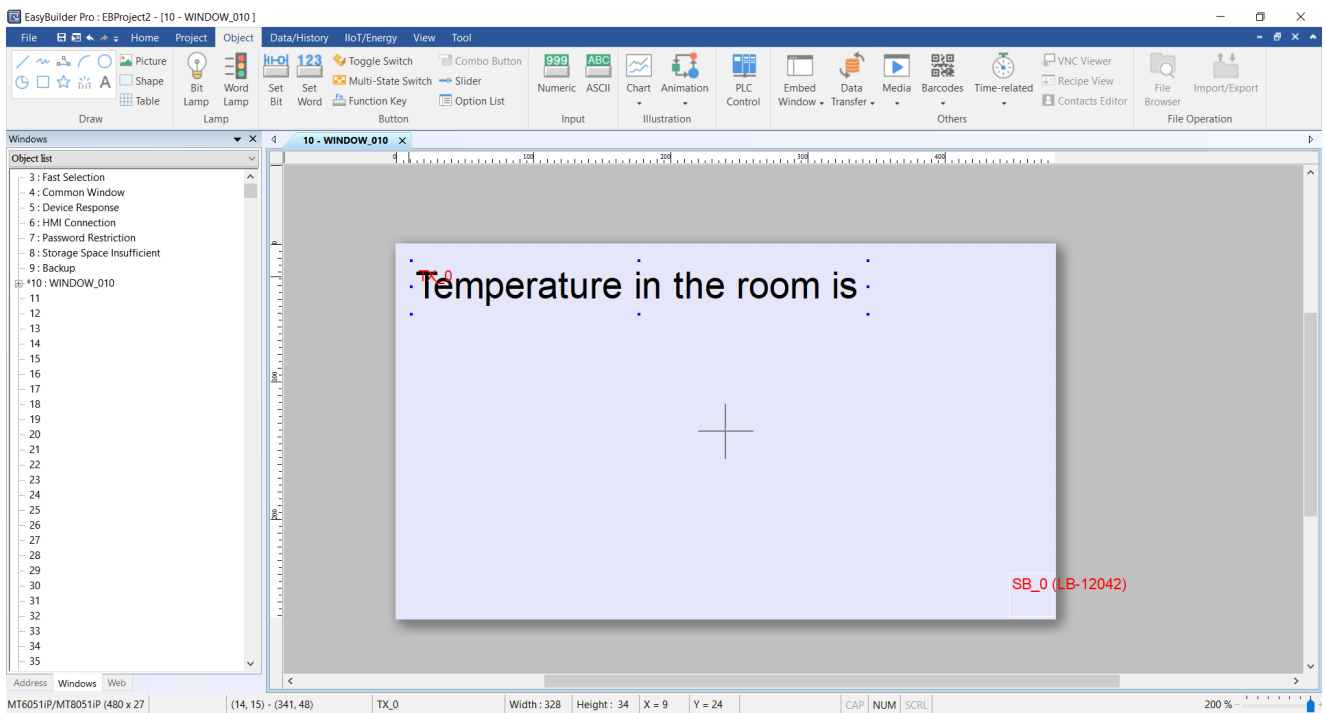 EasyBuilder Pro : EBProject2 - [10 - WINDOW_010 ]
File Home Project Object Data/History IIoT/Energy View Tool
Picture
Shape
Table
Draw
Bit Lamp
Word Lamp
Lamp
Set Bit
123
Set Word
Toggle Switch
Multi-State Switch
Function Key
Combo Button
Slider
Option List
Button
999
Numeric
ABC
ASCII
Input
Chart
Animation
Illustration
PLC Control
Embed Window
Data Transfer
Media
Barcodes
Time-related
VNC Viewer
Recipe View
Contacts Editor
Others
File Browser
Import/Export
File Operation
Windows
10 - WINDOW_010
Object list
3 : Fast Selection
4 : Common Window
5 : Device Response
6 : HMI Connection
7 : Password Restriction
8 : Storage Space Insufficient
9 : Backup
*10 : WINDOW_010
11
12
13
14
15
16
17
18
19
20
21
22
23
24
25
26
27
28
29
30
31
32
33
34
35
0 100 200 300 400
0
100
200
TX_0
Temperature in the room is
SB_0 (LB-12042)
Address Windows Web
MT6051iP/MT8051iP (480 x 27 (14, 15) - (341, 48) TX_0 Width : 328 Height : 34 X = 9 Y = 24 CAP NUM SCRL 200 %